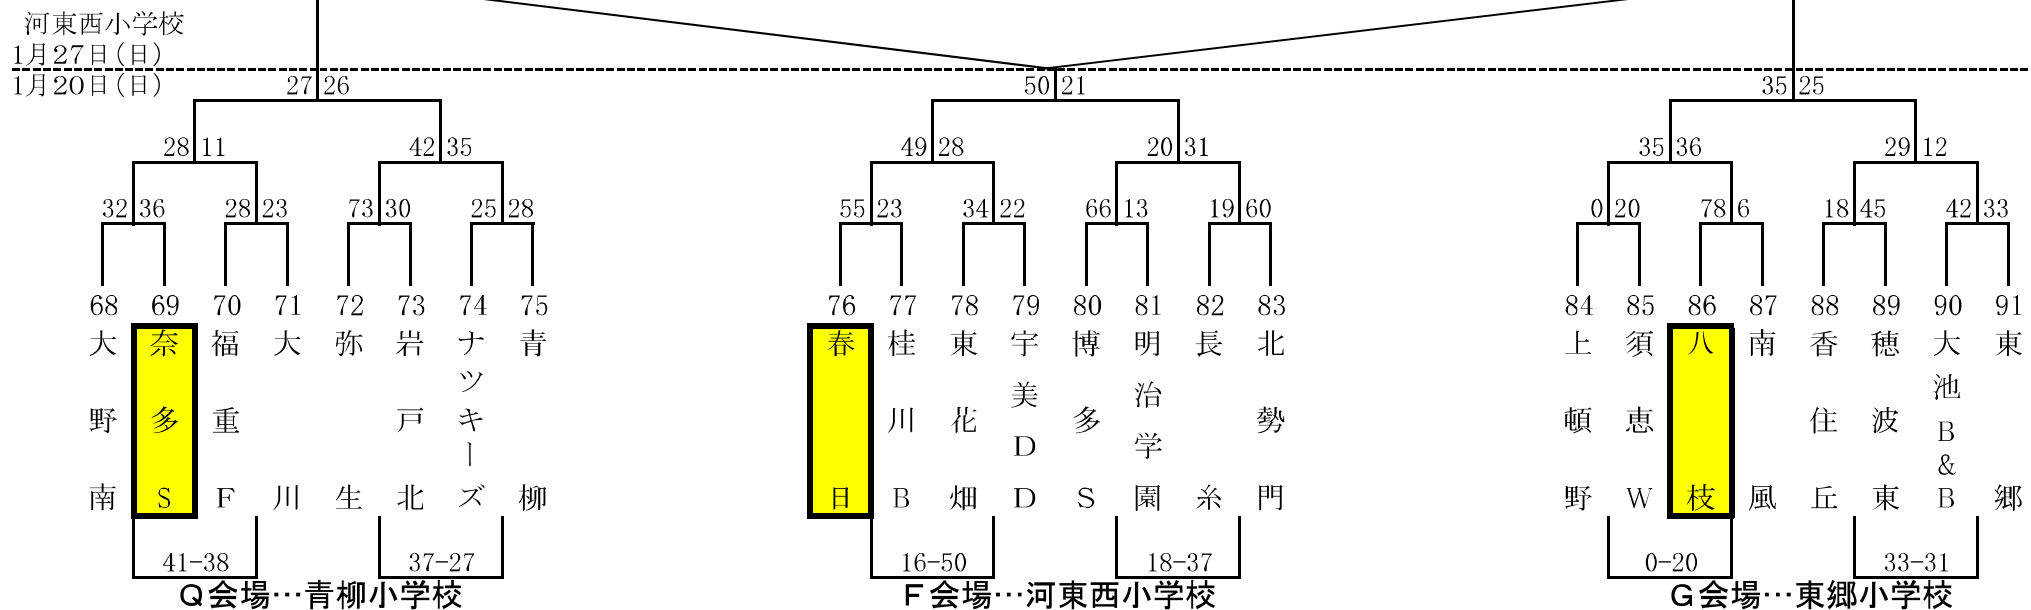 河東西小学校
1月27日(日)
1月20日(日)
27 26 50 21 35 25
28 11 42 35 49 28 20 31 35 36 29 12
32 36 28 23 73 30 25 28 55 23 34 22 66 13 19 60 0 20 78 6 18 45 42 33
68 69 70 71 72 73 74 75 76 77 78 79 80 81 82 83 84 85 86 87 88 89 90 91
大野南
奈多S
福重F
大川
弥生
岩戸北
ナツキーズ
青柳
春日
桂川B
東花畑
宇美DD
博多S
明治学園
長糸
北勢門
上頓野
須恵W
八枝
南風
香住丘
穂波東
大池B&B
東郷
41-38 37-27 16-50 18-37 0-20 33-31
Q会場…青柳小学校 F会場…河東西小学校 G会場…東郷小学校